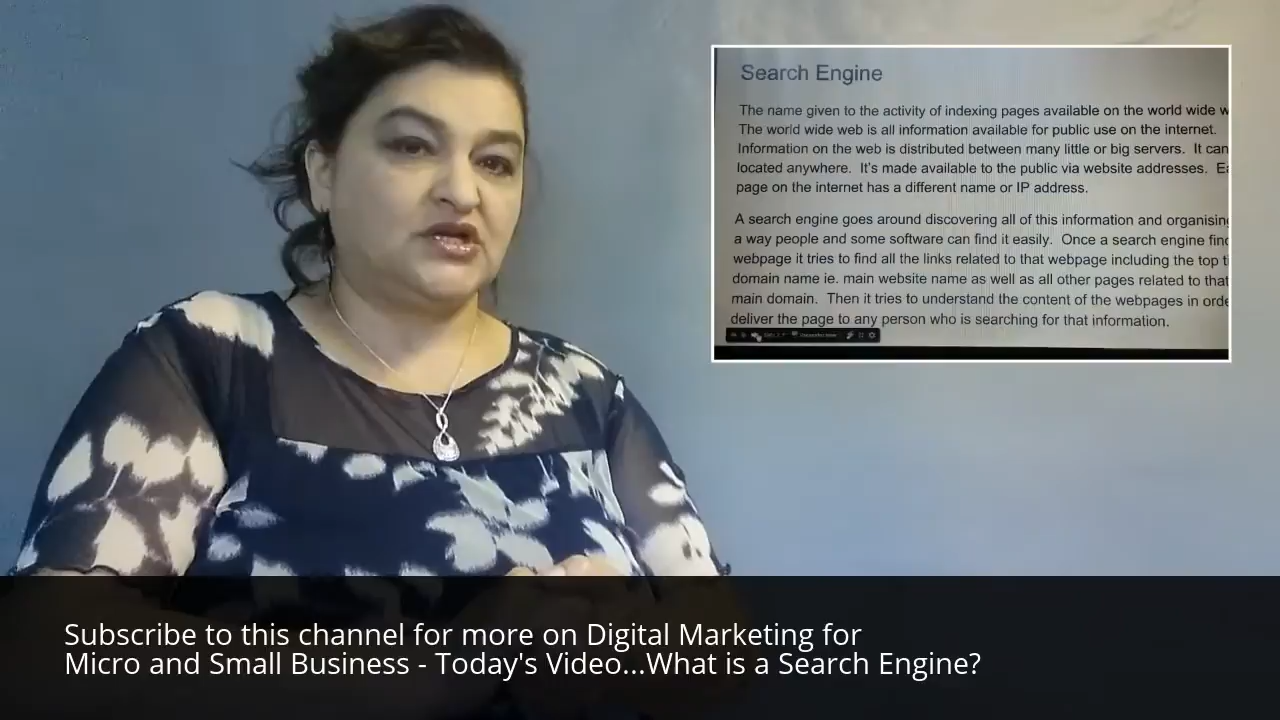 Search Engine
The name given to the activity of indexing pages available on the world wide w
The world wide web is all information available for public use on the internet.
Information on the web is distributed between many little or big servers. It can
located anywhere. It's made available to the public via website addresses. Ea
page on the internet has a different name or IP address.
A search engine goes around discovering all of this information and organising
a way people and some software can find it easily. Once a search engine find
webpage it tries to find all the links related to that webpage including the top
domain name ie. main website name as well as all other pages related to that
main domain. Then it tries to understand the content of the webpages in orde
deliver the page to any person who is searching for that information.
Subscribe to this channel for more on Digital Marketing for
Micro and Small Business - Today's Video...What is a Search Engine?